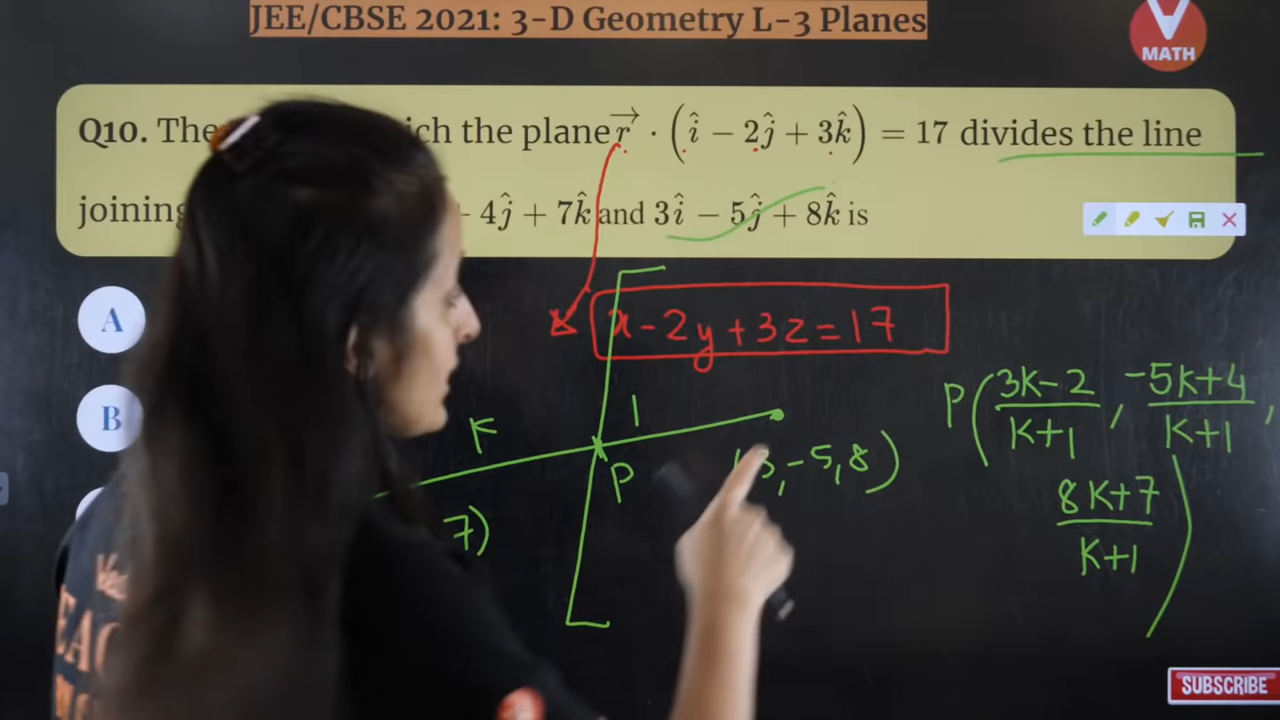 JEE/CBSE 2021: 3-D Geometry L-3 Planes
V
MATH
Q10. The ich the plane r⃗ · (î − 2ĵ + 3k̂) = 17 divides the line
joining − 4ĵ + 7k̂ and 3î − 5ĵ + 8k̂ is
A
x - 2y + 3z = 17
B
K
1
P
7)
, -5, 8)
P(3K-2/K+1, -5K+4/K+1,
8K+7/K+1)
SUBSCRIBE